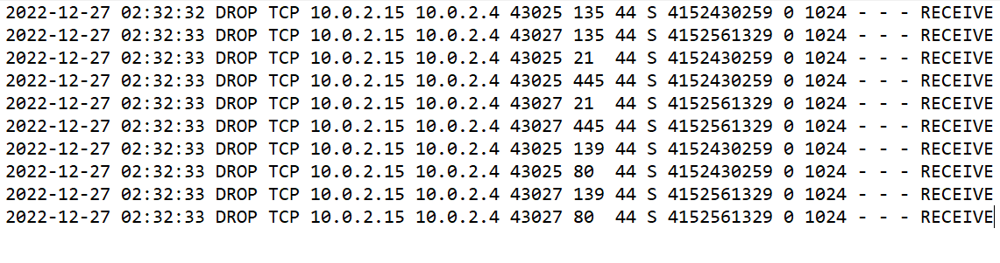 2022-12-27 02:32:32 DROP TCP 10.0.2.15 10.0.2.4 43025 135 44 S 4152430259 0 1024 - - - RECEIVE
2022-12-27 02:32:33 DROP TCP 10.0.2.15 10.0.2.4 43027 135 44 S 4152561329 0 1024 - - - RECEIVE
2022-12-27 02:32:33 DROP TCP 10.0.2.15 10.0.2.4 43025 21  44 S 4152430259 0 1024 - - - RECEIVE
2022-12-27 02:32:33 DROP TCP 10.0.2.15 10.0.2.4 43025 445 44 S 4152430259 0 1024 - - - RECEIVE
2022-12-27 02:32:33 DROP TCP 10.0.2.15 10.0.2.4 43027 21  44 S 4152561329 0 1024 - - - RECEIVE
2022-12-27 02:32:33 DROP TCP 10.0.2.15 10.0.2.4 43027 445 44 S 4152561329 0 1024 - - - RECEIVE
2022-12-27 02:32:33 DROP TCP 10.0.2.15 10.0.2.4 43025 139 44 S 4152430259 0 1024 - - - RECEIVE
2022-12-27 02:32:33 DROP TCP 10.0.2.15 10.0.2.4 43025 80  44 S 4152430259 0 1024 - - - RECEIVE
2022-12-27 02:32:33 DROP TCP 10.0.2.15 10.0.2.4 43027 139 44 S 4152561329 0 1024 - - - RECEIVE
2022-12-27 02:32:33 DROP TCP 10.0.2.15 10.0.2.4 43027 80  44 S 4152561329 0 1024 - - - RECEIVE